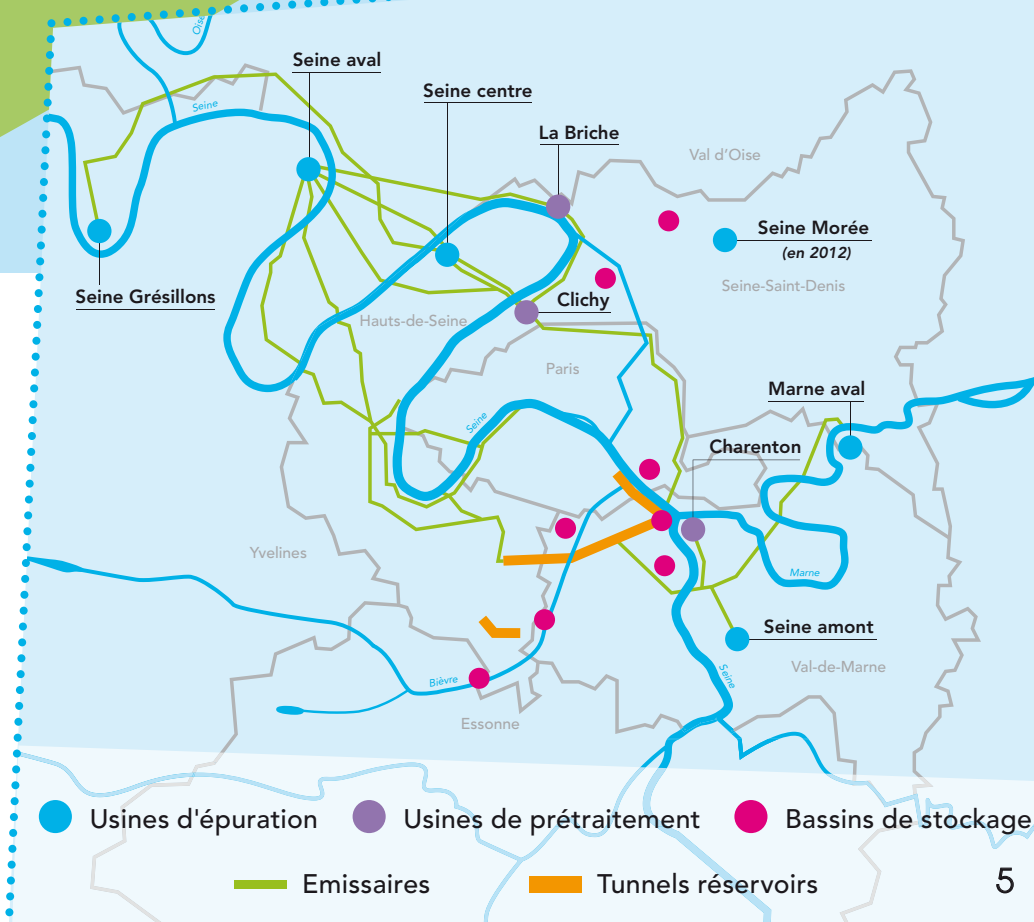 Oise
Seine aval
Seine centre
Seine
La Briche
Val d'Oise
Seine Morée
(en 2012)
Seine-Saint-Denis
Seine Grésillons
Clichy
Hauts-de-Seine
Paris
Marne aval
Seine
Charenton
Yvelines
Marne
Seine amont
Val-de-Marne
Seine
Bièvre
Essonne
Usines d'épuration
Usines de prétraitement
Bassins de stockage
Emissaires
Tunnels réservoirs
5